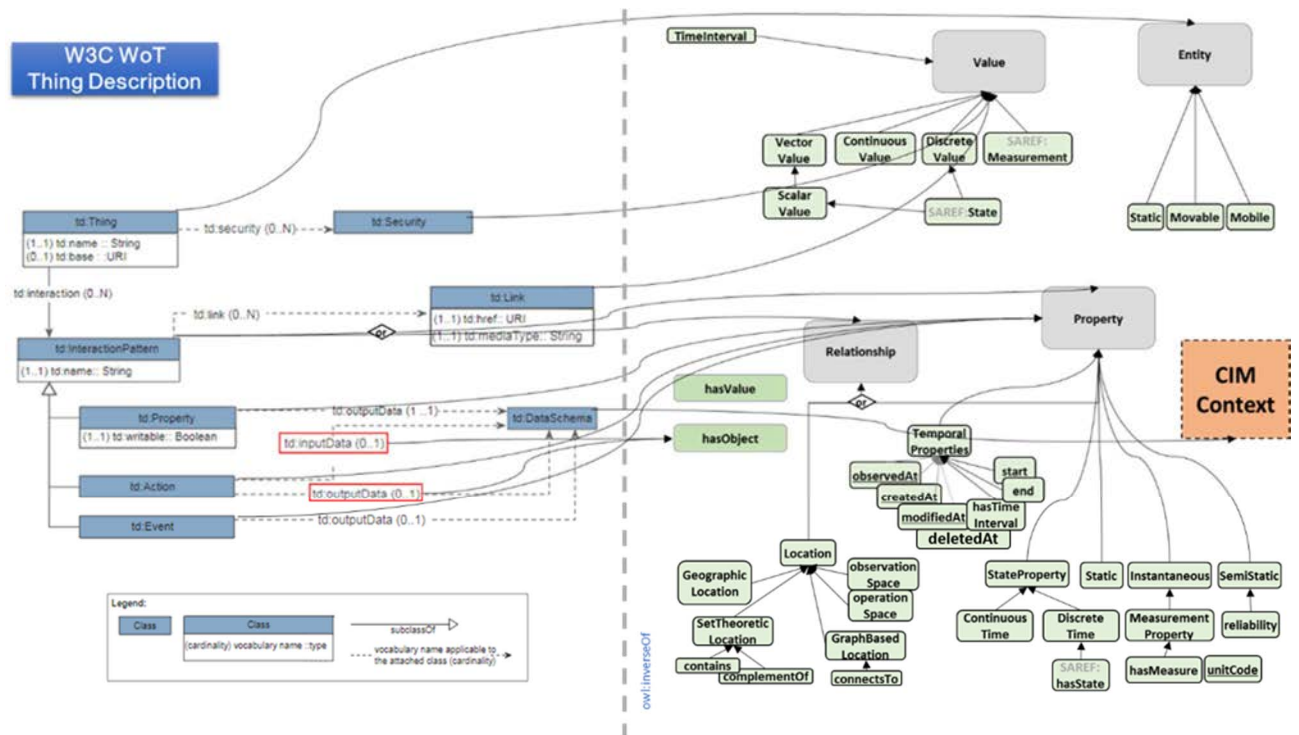 W3C WoT
Thing Description
td:Thing
(1..1) td:name :: String
(0..1) td:base : :URI
td:security (0..N)
td:Security
td:interaction (0..N)
td:link (0..N)
td:Link
(1..1) td:href:: URI
(1..1) td:mediaType:: String
or
td:InteractionPattern
(1..1) td:name:: String
td:Property
(1..1) td:writable:: Boolean
td:outputData (1...1)
td:inputData (0..1)
td:DataSchema
td:Action
td:outputData (0..1)
td:Event
td:outputData (0..1)
Legend:
Class
Class
(cardinality) vocabulary name ::type
subclassOf
vocabulary name applicable to
the attached class (cardinality)
owl:inverseOf
TimeInterval
Value
Entity
Vector
Value
Continuous
Value
Discrete
Value
SAREF:
Measurement
Scalar
Value
SAREF:State
Static
Movable
Mobile
Property
Relationship
hasValue
hasObject
or
CIM
Context
Temporal
Properties
observedAt
createdAt
modifiedAt
deletedAt
hasTime
Interval
end
start
Location
Geographic
Location
observation
Space
operation
Space
SetTheoretic
Location
contains
complementOf
GraphBased
Location
connectsTo
StateProperty
Static
Instantaneous
SemiStatic
Continuous
Time
Discrete
Time
Measurement
Property
reliability
SAREF:
hasState
hasMeasure
unitCode